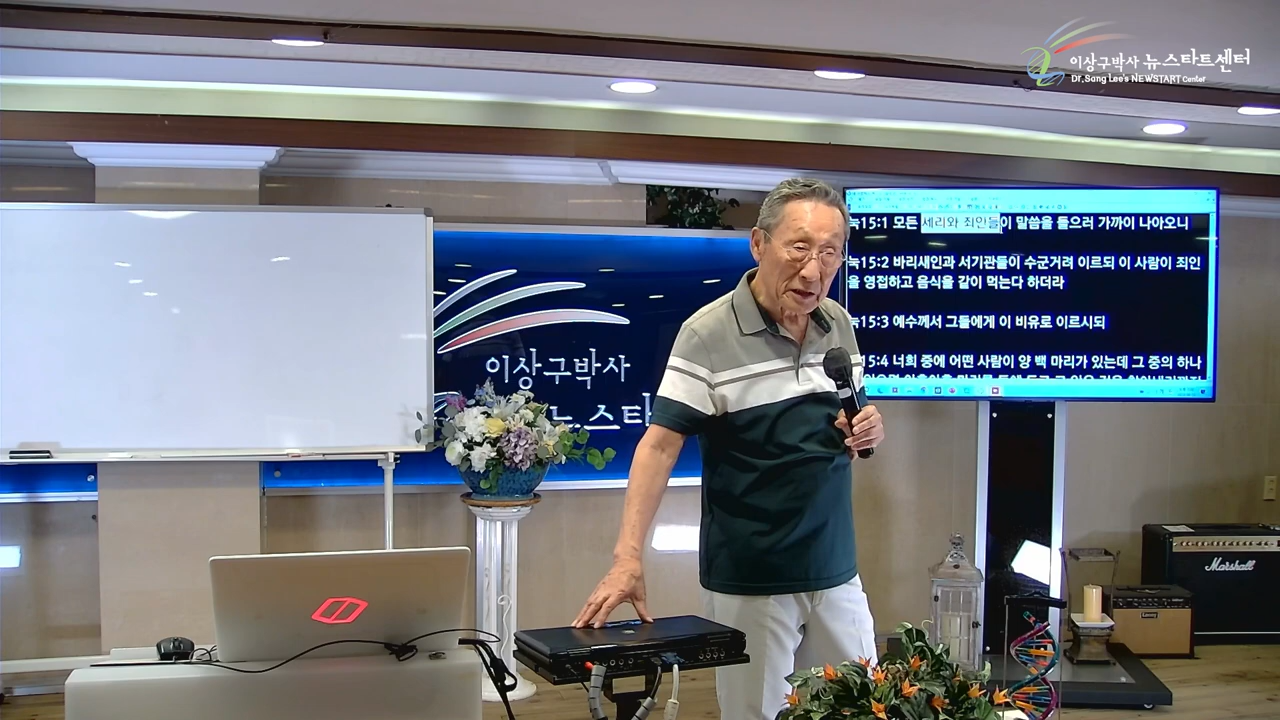 이상구박사 뉴스타트센터
Dr.Sang Lee's NEWSTART Center
눅15:1 모든 세리와 죄인들이 말씀을 들으러 가까이 나아오니
눅15:2 바리새인과 서기관들이 수군거려 이르되 이 사람이 죄인
을 영접하고 음식을 같이 먹는다 하더라
눅15:3 예수께서 그들에게 이 비유로 이르시되
15:4 너희 중에 어떤 사람이 양 백 마리가 있는데 그 중의 하나
이상구박사
뉴스타
Marshall
Laney